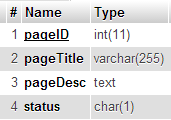 # Name Type
1 pageID int(11)
2 pageTitle varchar(255)
3 pageDesc text
4 status char(1)